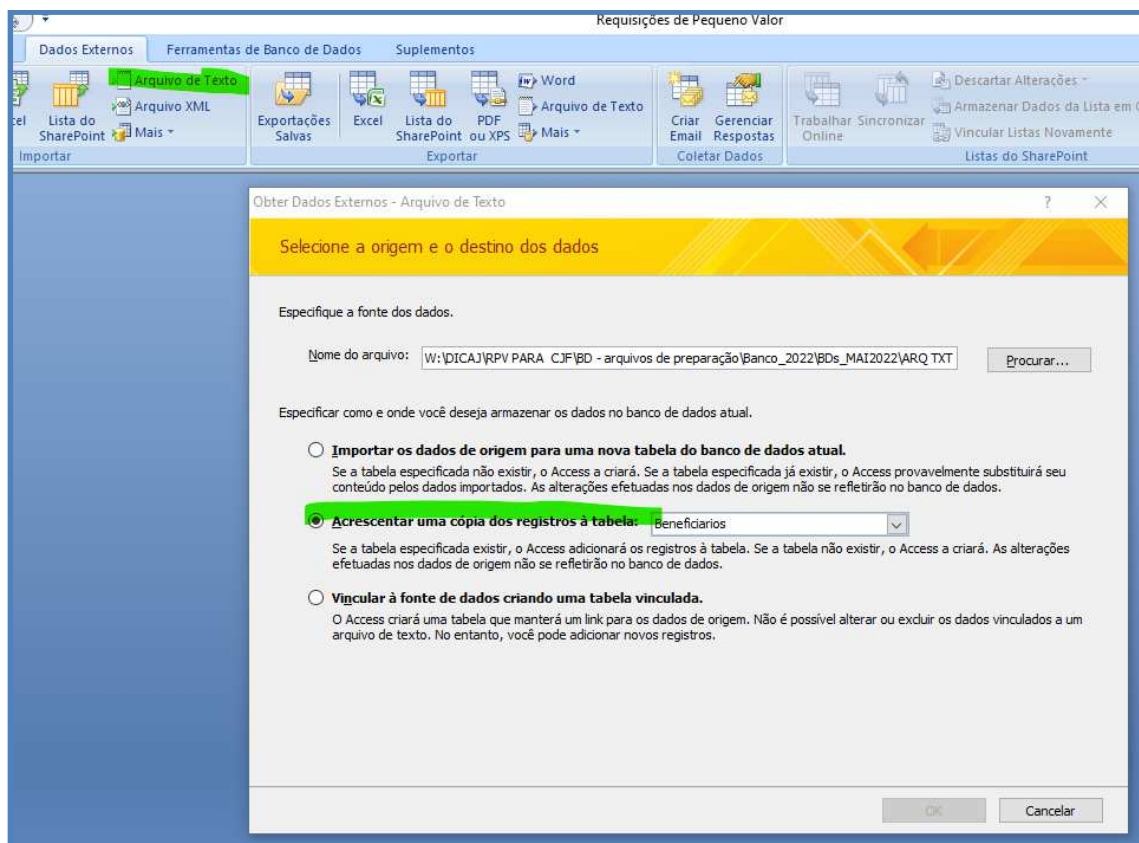 Requisições de Pequeno Valor
Dados Externos Ferramentas de Banco de Dados Suplementos
Arquivo de Texto
Arquivo XML
Lista do SharePoint
Mais
Importar
Exportações Salvas
Excel
Lista do SharePoint
PDF ou XPS
Word
Arquivo de Texto
Mais
Exportar
Criar Email
Gerenciar Respostas
Coletar Dados
Trabalhar Online
Sincronizar
Descartar Alterações
Armazenar Dados da Lista em
Vincular Listas Novamente
Listas do SharePoint
Obter Dados Externos - Arquivo de Texto ? X
Selecione a origem e o destino dos dados
Especifique a fonte dos dados.
Nome do arquivo: W:\DICAJ\RPV PARA CJF\BD - arquivos de preparação\Banco_2022\BDs_MAI2022\ARQ TXT Procurar...
Especificar como e onde você deseja armazenar os dados no banco de dados atual.
Importar os dados de origem para uma nova tabela do banco de dados atual.
Se a tabela especificada não existir, o Access a criará. Se a tabela especificada já existir, o Access provavelmente substituirá seu
conteúdo pelos dados importados. As alterações efetuadas nos dados de origem não se refletirão no banco de dados.
Acrescentar uma cópia dos registros à tabela: Beneficiarios
Se a tabela especificada existir, o Access adicionará os registros à tabela. Se a tabela não existir, o Access a criará. As alterações
efetuadas nos dados de origem não se refletirão no banco de dados.
Vincular à fonte de dados criando uma tabela vinculada.
O Access criará uma tabela que manterá um link para os dados de origem. Não é possível alterar ou excluir os dados vinculados a um
arquivo de texto. No entanto, você pode adicionar novos registros.
OK Cancelar